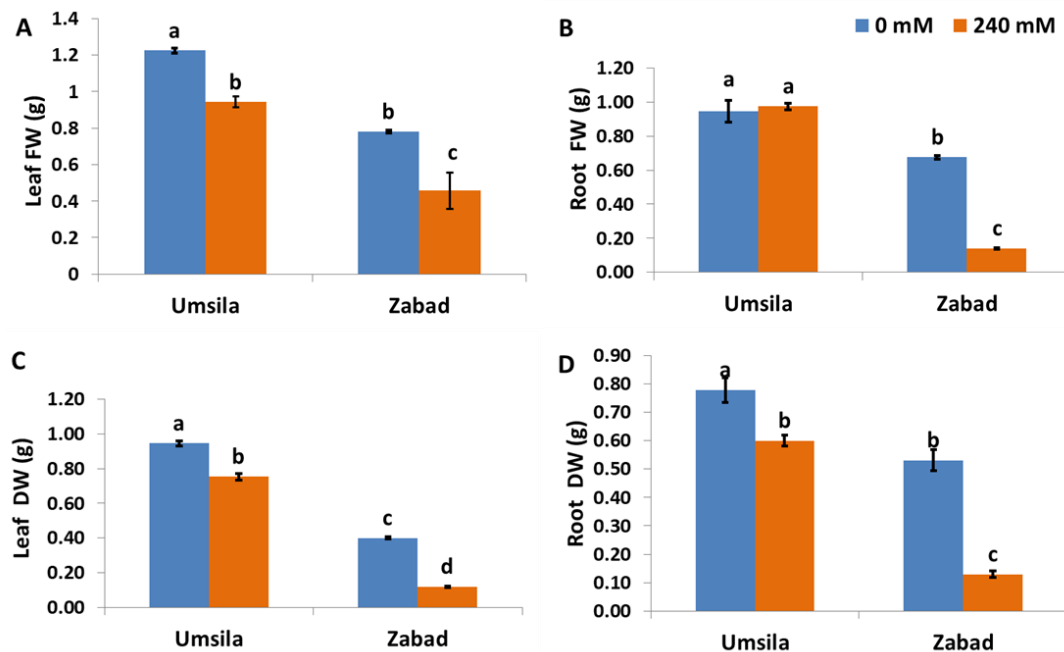 A
Leaf FW (g)
1.4
1.2
1
0.8
0.6
0.4
0.2
0
a
b
b
c
Umsila
Zabad
B
0 mM
240 mM
Root FW (g)
1.20
1.00
0.80
0.60
0.40
0.20
0.00
a
a
b
c
Umsila
Zabad
C
Leaf DW (g)
1.20
1.00
0.80
0.60
0.40
0.20
0.00
a
b
c
d
Umsila
Zabad
D
Root DW (g)
0.90
0.80
0.70
0.60
0.50
0.40
0.30
0.20
0.10
0.00
a
b
b
c
Umsila
Zabad